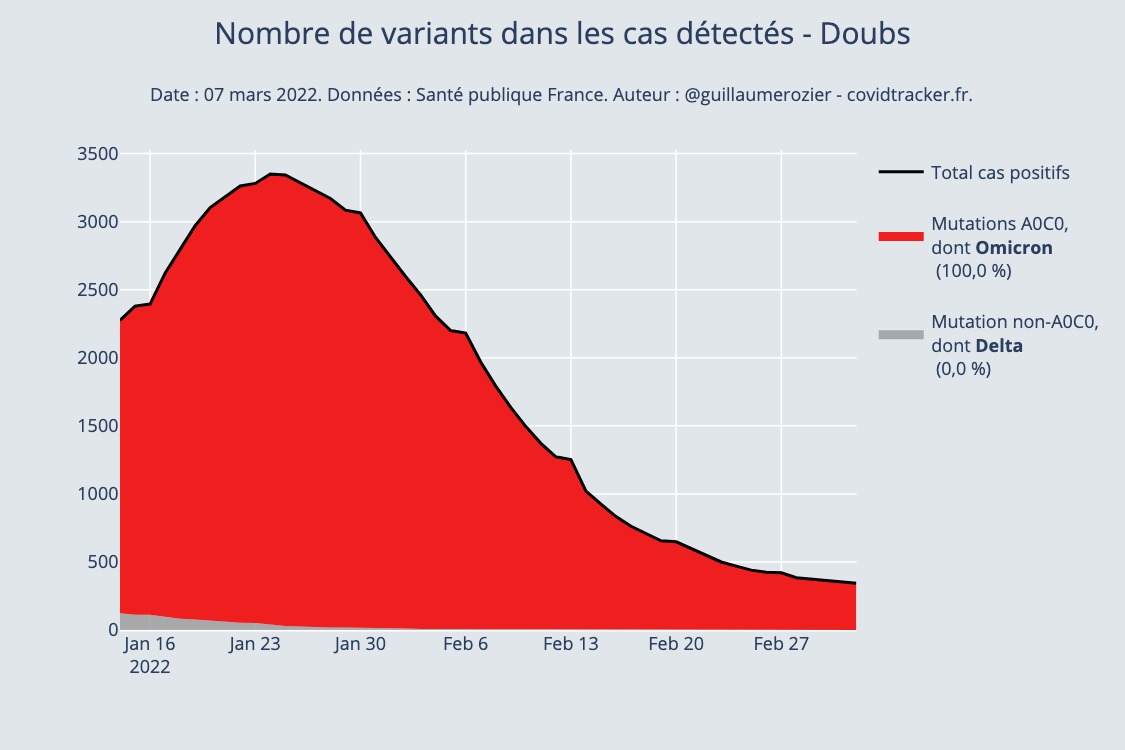 Nombre de variants dans les cas détectés - Doubs
Date : 07 mars 2022. Données : Santé publique France. Auteur : @guillaumerozier - covidtracker.fr.
3500
3000
2500
2000
1500
1000
500
0
Jan 16
2022
Jan 23
Jan 30
Feb 6
Feb 13
Feb 20
Feb 27
Total cas positifs
Mutations A0C0,
dont Omicron
(100,0 %)
Mutation non-A0C0,
dont Delta
(0,0 %)